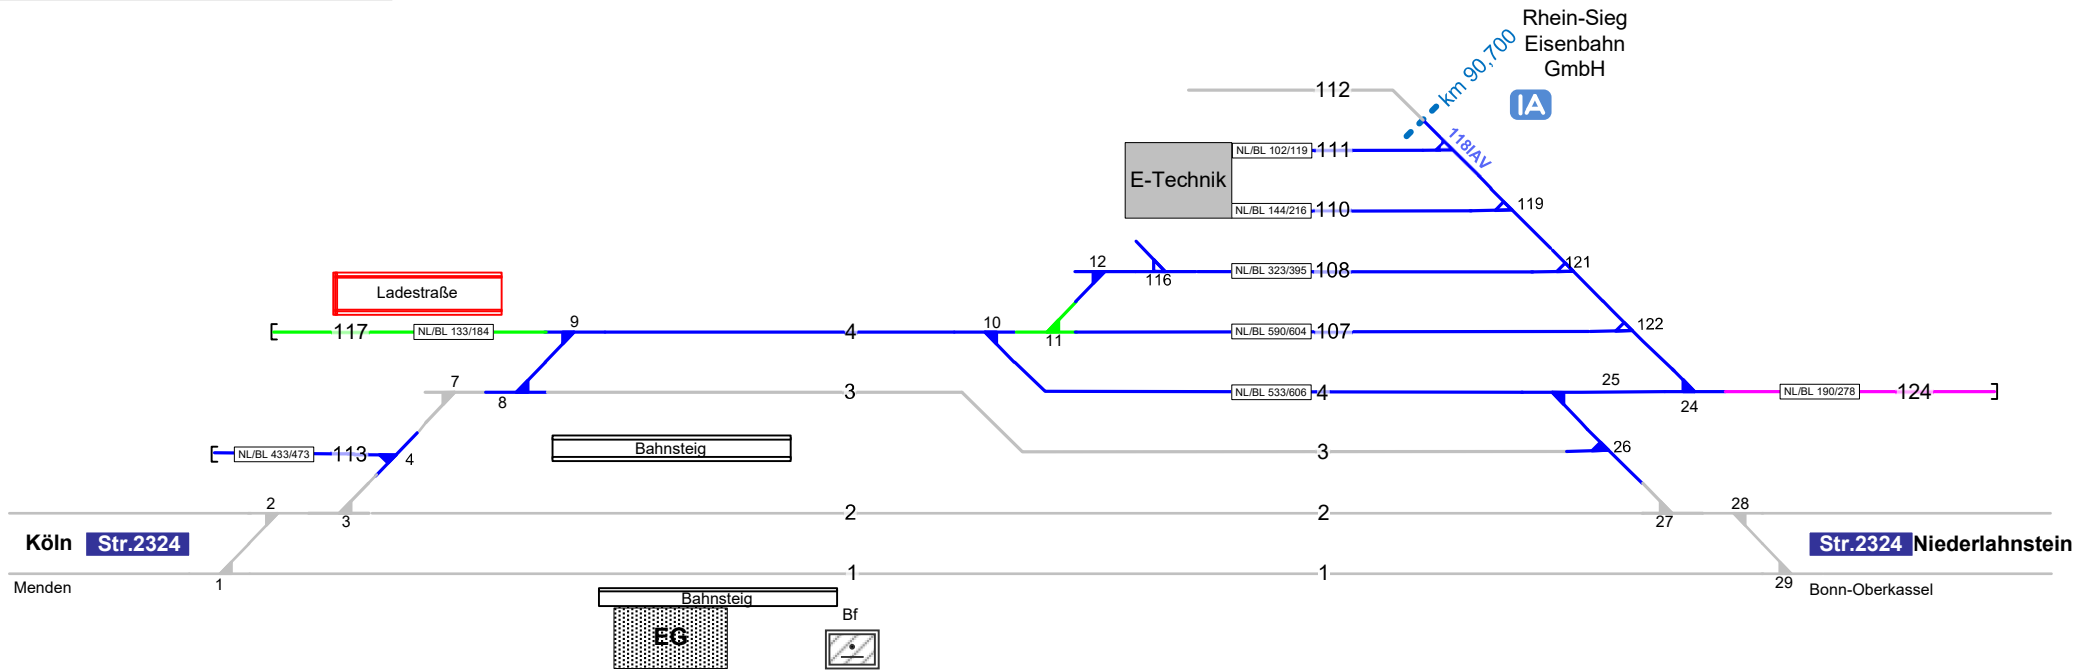 Rhein-Sieg
Eisenbahn
GmbH
km 90,700
IA
112
118IAV
NL/BL 102/119
111
E-Technik
NL/BL 144/216
110
119
12
116
NL/BL 323/395
108
121
Ladestraße
117
NL/BL 133/184
9
4
10
11
NL/BL 590/604
107
122
7
8
3
NL/BL 533/606
4
25
24
NL/BL 190/278
124
NL/BL 433/473
113
4
Bahnsteig
3
26
2
3
2
2
27
28
Köln
Str.2324
Str.2324
Niederlahnstein
1
1
1
29
Menden
Bonn-Oberkassel
Bahnsteig
Bf
EG